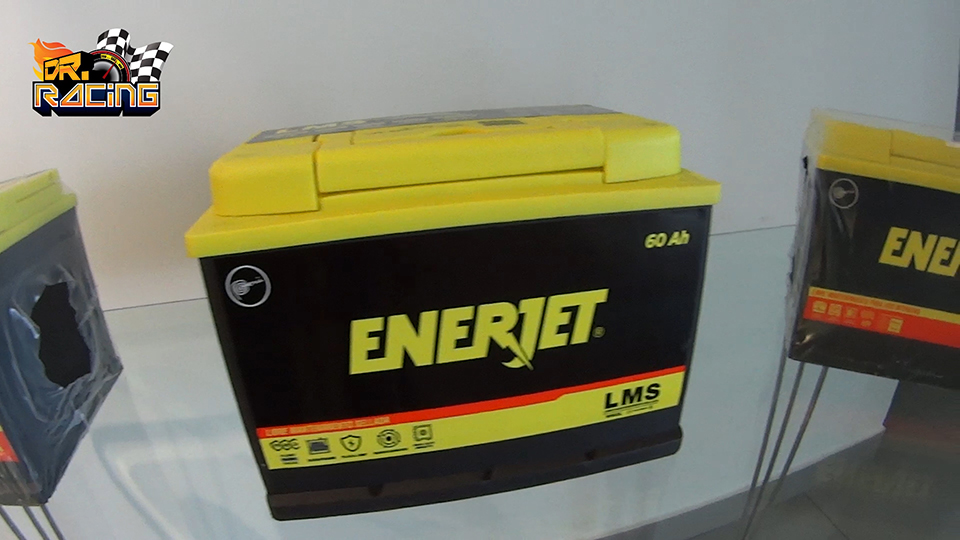 DR.
RACING
60 Ah
ENERJET®
LMS
ENE